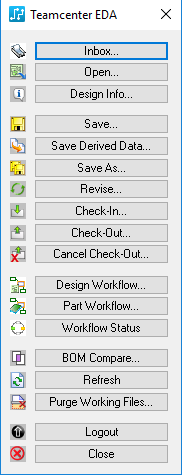 Teamcenter EDA
Inbox...
Open...
Design Info...
Save...
Save Derived Data...
Save As...
Revise...
Check-In...
Check-Out...
Cancel Check-Out...
Design Workflow...
Part Workflow...
Workflow Status
BOM Compare...
Refresh
Purge Working Files...
Logout
Close